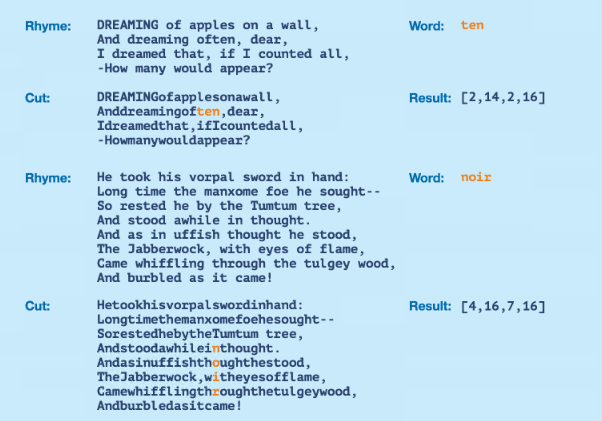 Rhyme: DREAMING of apples on a wall, Word: ten
And dreaming often, dear,
I dreamed that, if I counted all,
-How many would appear?
Cut: DREAMINGofapplesonawall, Result: [2,14,2,16]
Anddreamingoften,dear,
Idreamedthat,ifIcountedall,
-Howmanywouldappear?
Rhyme: He took his vorpal sword in hand: Word: noir
Long time the manxome foe he sought--
So rested he by the Tumtum tree,
And stood awhile in thought.
And as in uffish thought he stood,
The Jabberwock, with eyes of flame,
Came whiffling through the tulgey wood,
And burbled as it came!
Cut: Hetookhisvorpalswordinhand: Result: [4,16,7,16]
Longtimethemanxomefoehesought--
SorestedhebytheTumtum tree,
Andstoodawhileinthought.
Andasinuffishthoughthestood,
TheJabberwock,witheyesofflame,
Camewhifflingthroughthetulgeywood,
Andburbledasitcame!